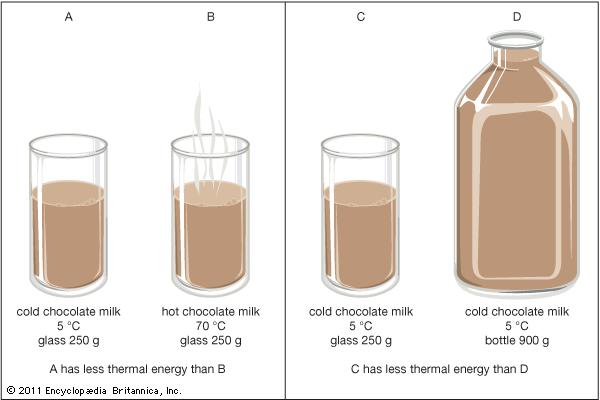 A
B
C
D
cold chocolate milk
5 °C
glass 250 g
hot chocolate milk
70 °C
glass 250 g
cold chocolate milk
5 °C
glass 250 g
cold chocolate milk
5 °C
bottle 900 g
A has less thermal energy than B
C has less thermal energy than D
© 2011 Encyclopædia Britannica, Inc.